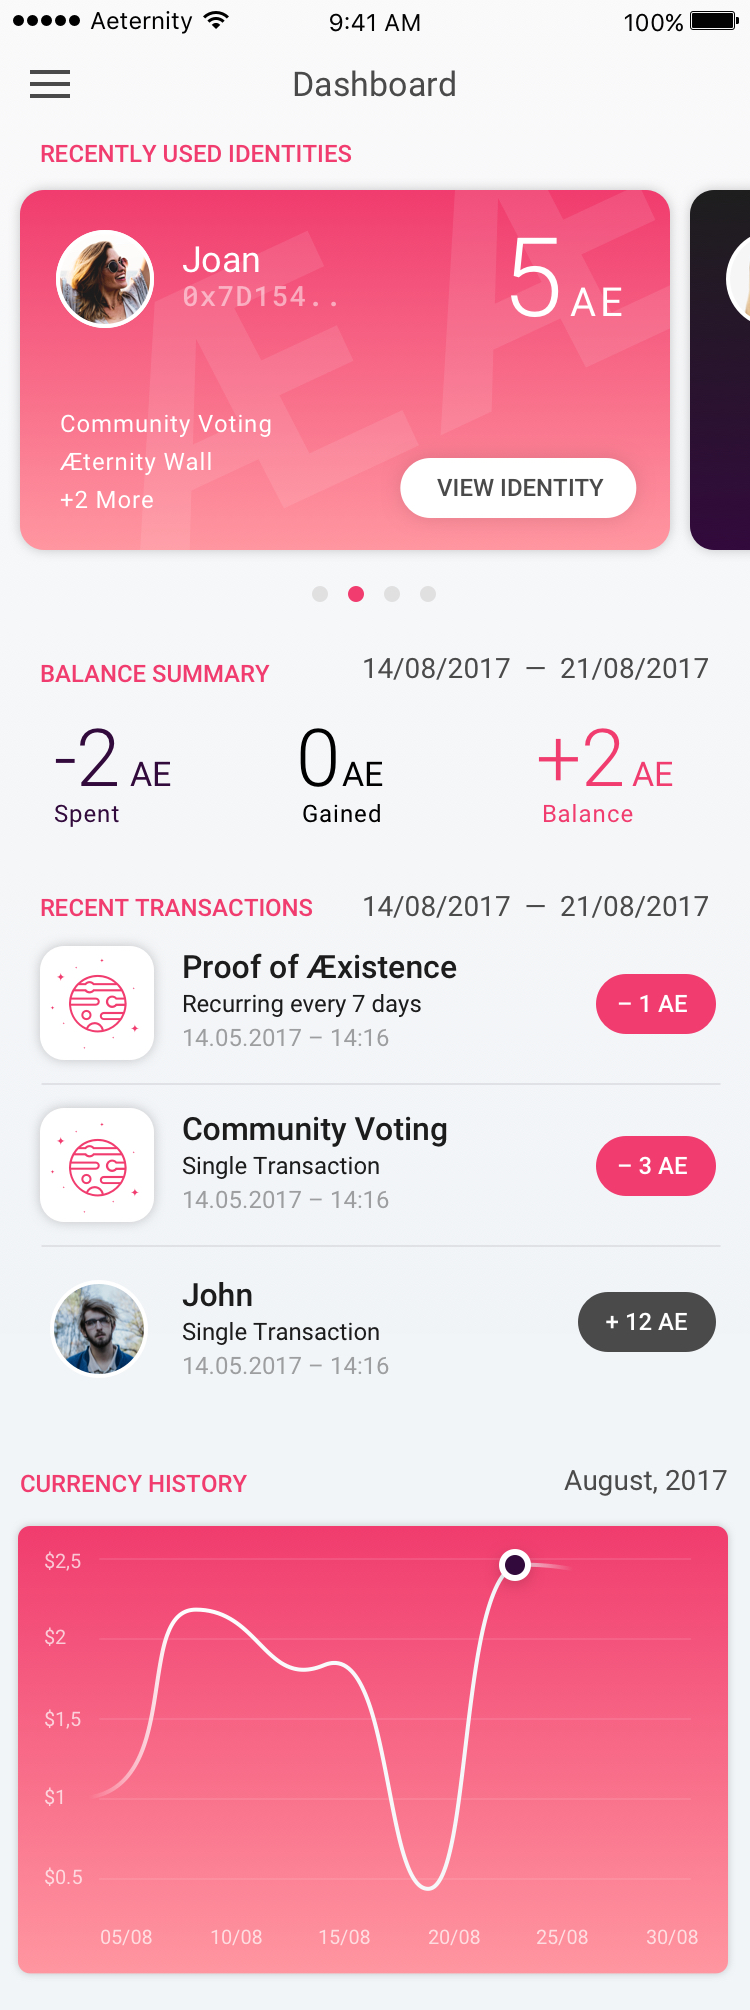 Aeternity 9:41 AM 100%
Dashboard
RECENTLY USED IDENTITIES
Joan
0x7D154..
5 AE
Community Voting
Æternity Wall
+2 More
VIEW IDENTITY
BALANCE SUMMARY 14/08/2017 — 21/08/2017
-2 AE 0 AE +2 AE
Spent Gained Balance
RECENT TRANSACTIONS 14/08/2017 — 21/08/2017
Proof of Æxistence
Recurring every 7 days
14.05.2017 – 14:16
– 1 AE
Community Voting
Single Transaction
14.05.2017 – 14:16
– 3 AE
John
Single Transaction
14.05.2017 – 14:16
+ 12 AE
CURRENCY HISTORY August, 2017
$2,5
$2
$1,5
$1
$0.5
05/08 10/08 15/08 20/08 25/08 30/08